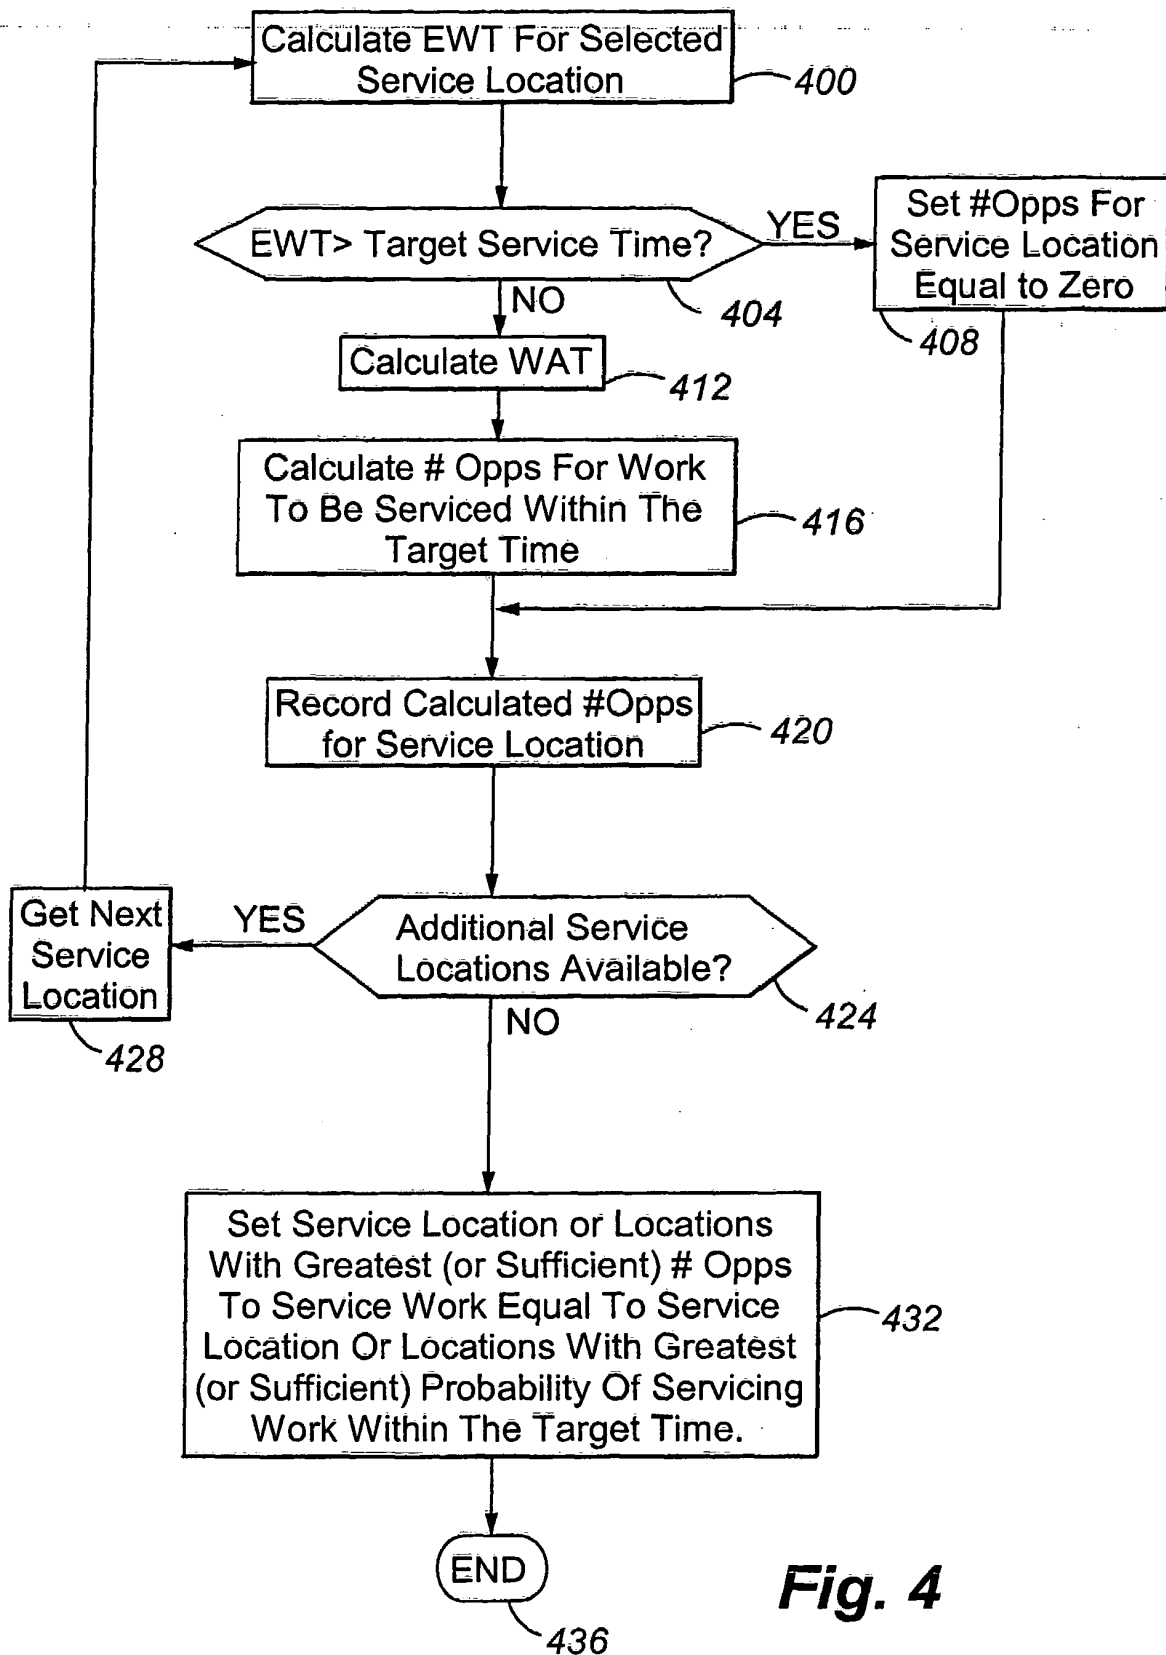 Calculate EWT For Selected
Service Location
400
EWT> Target Service Time?
YES
Set #Opps For
Service Location
Equal to Zero
NO
404
408
Calculate WAT
412
Calculate # Opps For Work
To Be Serviced Within The
Target Time
416
Record Calculated #Opps
for Service Location
420
Get Next
Service
Location
YES
Additional Service
Locations Available?
424
NO
428
Set Service Location or Locations
With Greatest (or Sufficient) # Opps
To Service Work Equal To Service
Location Or Locations With Greatest
(or Sufficient) Probability Of Servicing
Work Within The Target Time.
432
END
436
Fig. 4